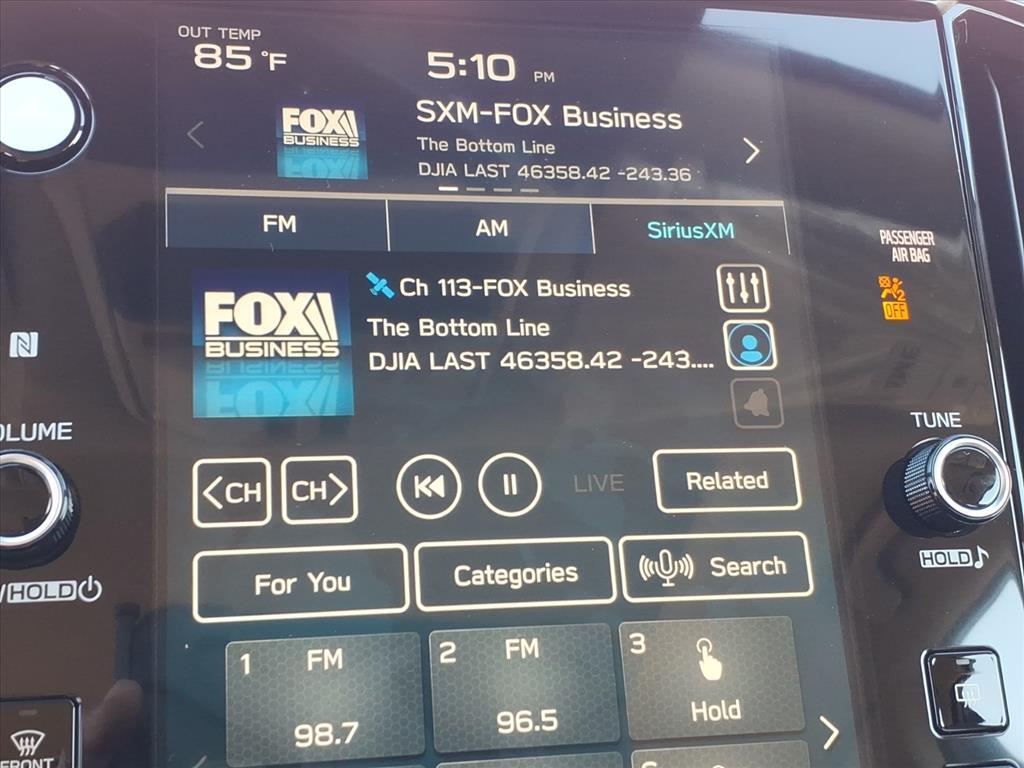 OUT TEMP
85 °F
5:10 PM
FOX
BUSINESS
SXM-FOX Business
The Bottom Line
DJIA LAST 46358.42 -243.36
FM
AM
SiriusXM
PASSENGER
AIR BAG
2
OFF
FOX
BUSINESS
Ch 113-FOX Business
The Bottom Line
DJIA LAST 46358.42 -243....
OLUME
TUNE
<CH
CH>
LIVE
Related
HOLD
/HOLD
For You
Categories
Search
1
FM
98.7
2
FM
96.5
3
Hold
FRONT